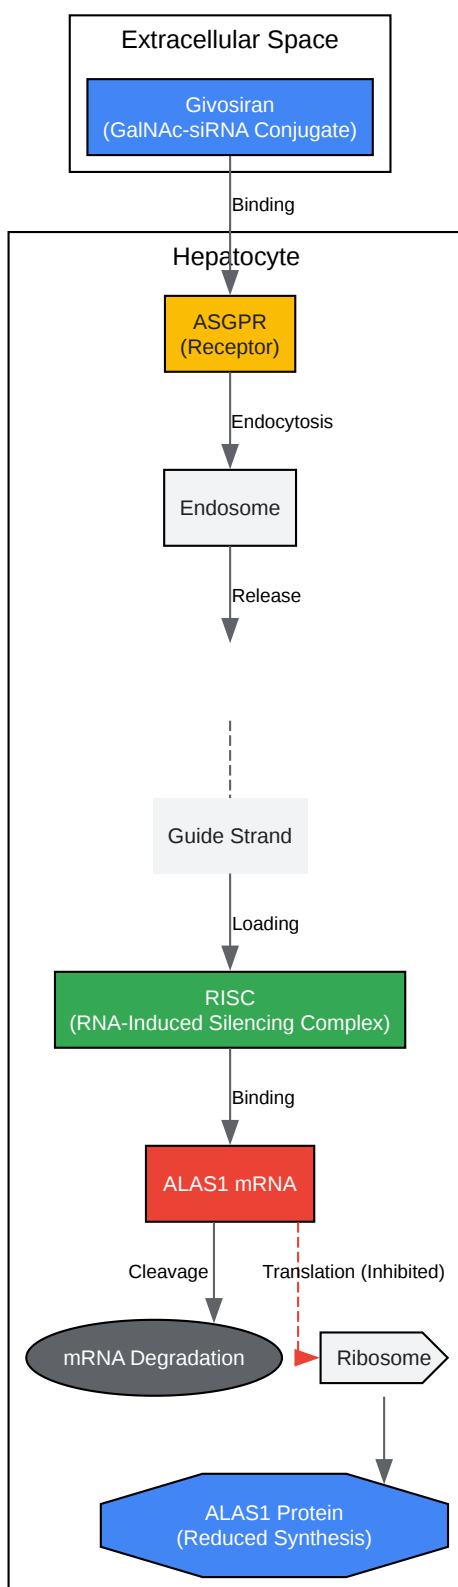 Extracellular Space
Givosiran
(GalNAc-siRNA Conjugate)
Binding
Hepatocyte
ASGPR
(Receptor)
Endocytosis
Endosome
Release
Guide Strand
Loading
RISC
(RNA-Induced Silencing Complex)
Binding
ALAS1 mRNA
Cleavage
Translation (Inhibited)
mRNA Degradation
Ribosome
ALAS1 Protein
(Reduced Synthesis)